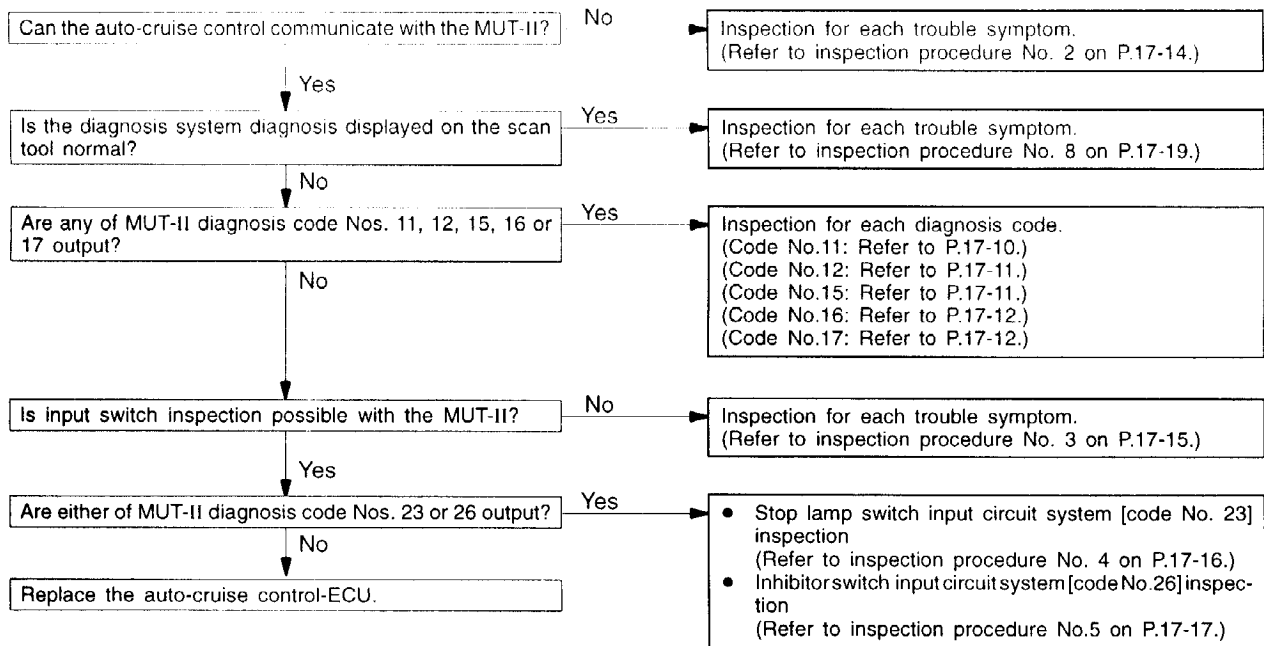 Can the auto-cruise control communicate with the MUT-II?
No
Inspection for each trouble symptom.
(Refer to inspection procedure No. 2 on P.17-14.)
Yes
Is the diagnosis system diagnosis displayed on the scan
tool normal?
Yes
Inspection for each trouble symptom.
(Refer to inspection procedure No. 8 on P.17-19.)
No
Are any of MUT-II diagnosis code Nos. 11, 12, 15, 16 or
17 output?
Yes
Inspection for each diagnosis code.
(Code No.11: Refer to P.17-10.)
(Code No.12: Refer to P.17-11.)
(Code No.15: Refer to P.17-11.)
(Code No.16: Refer to P.17-12.)
(Code No.17: Refer to P.17-12.)
No
Is input switch inspection possible with the MUT-II?
No
Inspection for each trouble symptom.
(Refer to inspection procedure No. 3 on P.17-15.)
Yes
Are either of MUT-II diagnosis code Nos. 23 or 26 output?
Yes
• Stop lamp switch input circuit system [code No. 23]
inspection
(Refer to inspection procedure No. 4 on P.17-16.)
• Inhibitor switch input circuit system [code No.26] inspec-
tion
(Refer to inspection procedure No.5 on P.17-17.)
No
Replace the auto-cruise control-ECU.